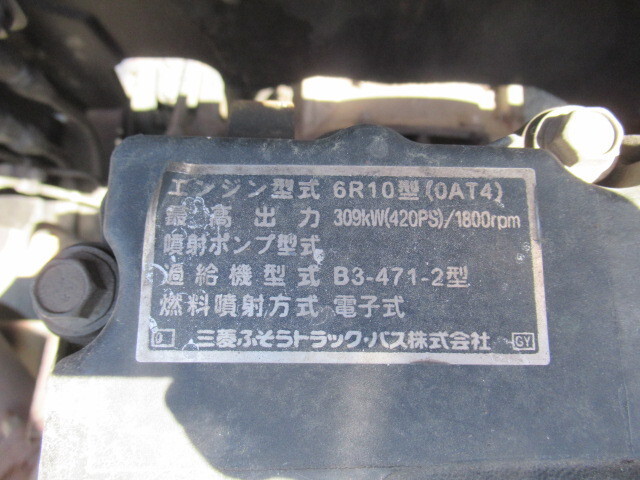 エンジン型式 6R10型(0AT4)
最高出力 309kW(420PS)/1800rpm
噴射ポンプ型式
過給機型式 B3-471-2型
燃料噴射方式 電子式
0 三菱ふそうトラック・バス株式会社 GY